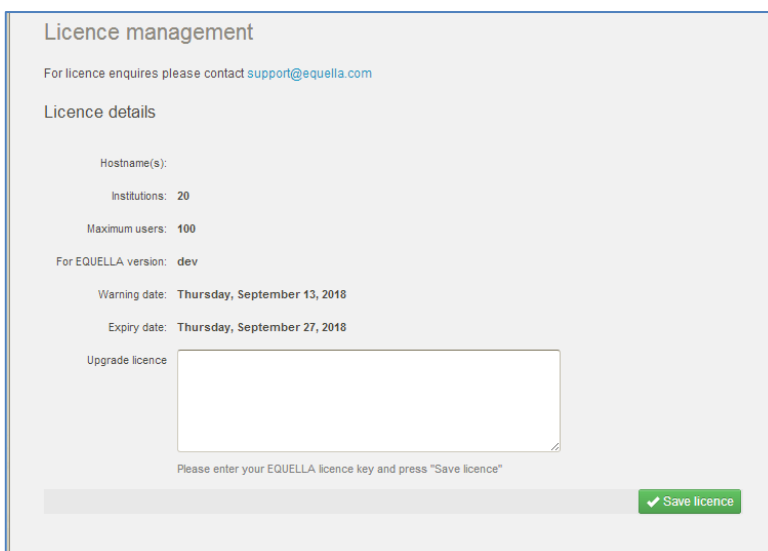 Licence management
For licence enquires please contact support@equella.com
Licence details
Hostname(s):
Institutions: 20
Maximum users: 100
For EQUELLA version: dev
Warning date: Thursday, September 13, 2018
Expiry date: Thursday, September 27, 2018
Upgrade licence
Please enter your EQUELLA licence key and press "Save licence"
Save licence